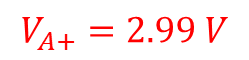 V_{A+} = 2.99 V